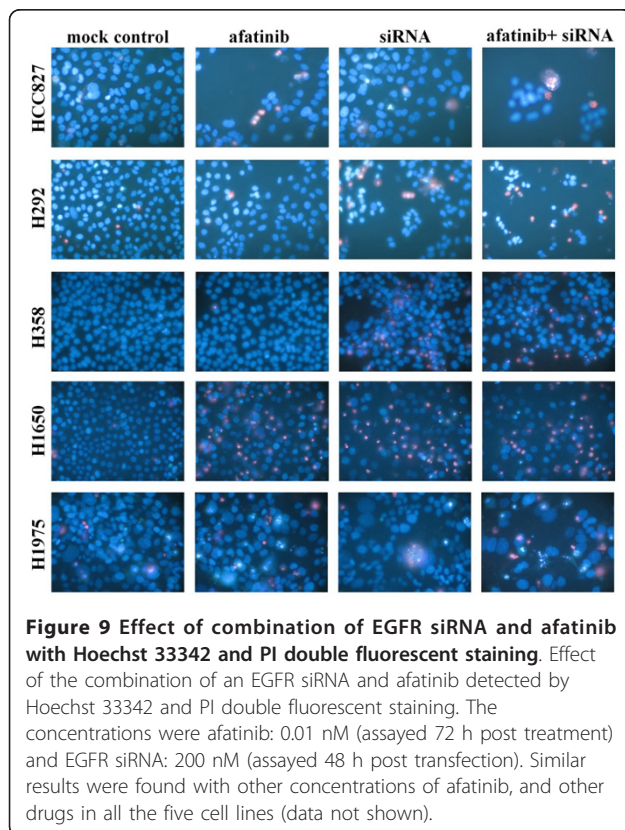 mock control afatinib siRNA afatinib+ siRNA
HCC827
H292
H358
H1650
H1975
Figure 9 Effect of combination of EGFR siRNA and afatinib
with Hoechst 33342 and PI double fluorescent staining. Effect
of the combination of an EGFR siRNA and afatinib detected by
Hoechst 33342 and PI double fluorescent staining. The
concentrations were afatinib: 0.01 nM (assayed 72 h post treatment)
and EGFR siRNA: 200 nM (assayed 48 h post transfection). Similar
results were found with other concentrations of afatinib, and other
drugs in all the five cell lines (data not shown).